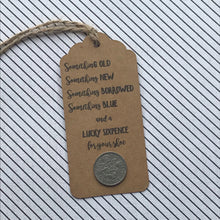 Something OLD
Something NEW
Something BORROWED
Something BLUE
and a
LUCKY SIXPENCE
for your shoe